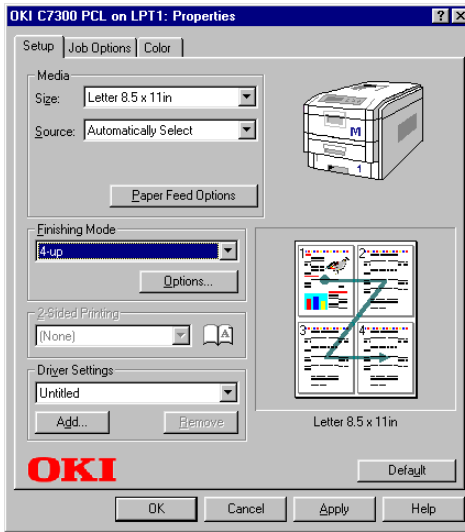 OKI C7300 PCL on LPT1: Properties
Setup Job Options Color
Media
Size: Letter 8.5 x 11in
Source: Automatically Select
M
1
Paper Feed Options
Finishing Mode
4-up
Options...
2-Sided Printing
(None)
A
Driver Settings
Untitled
Add... Remove
1 2
3 4
Letter 8.5 x 11in
OKI
Default
OK Cancel Apply Help